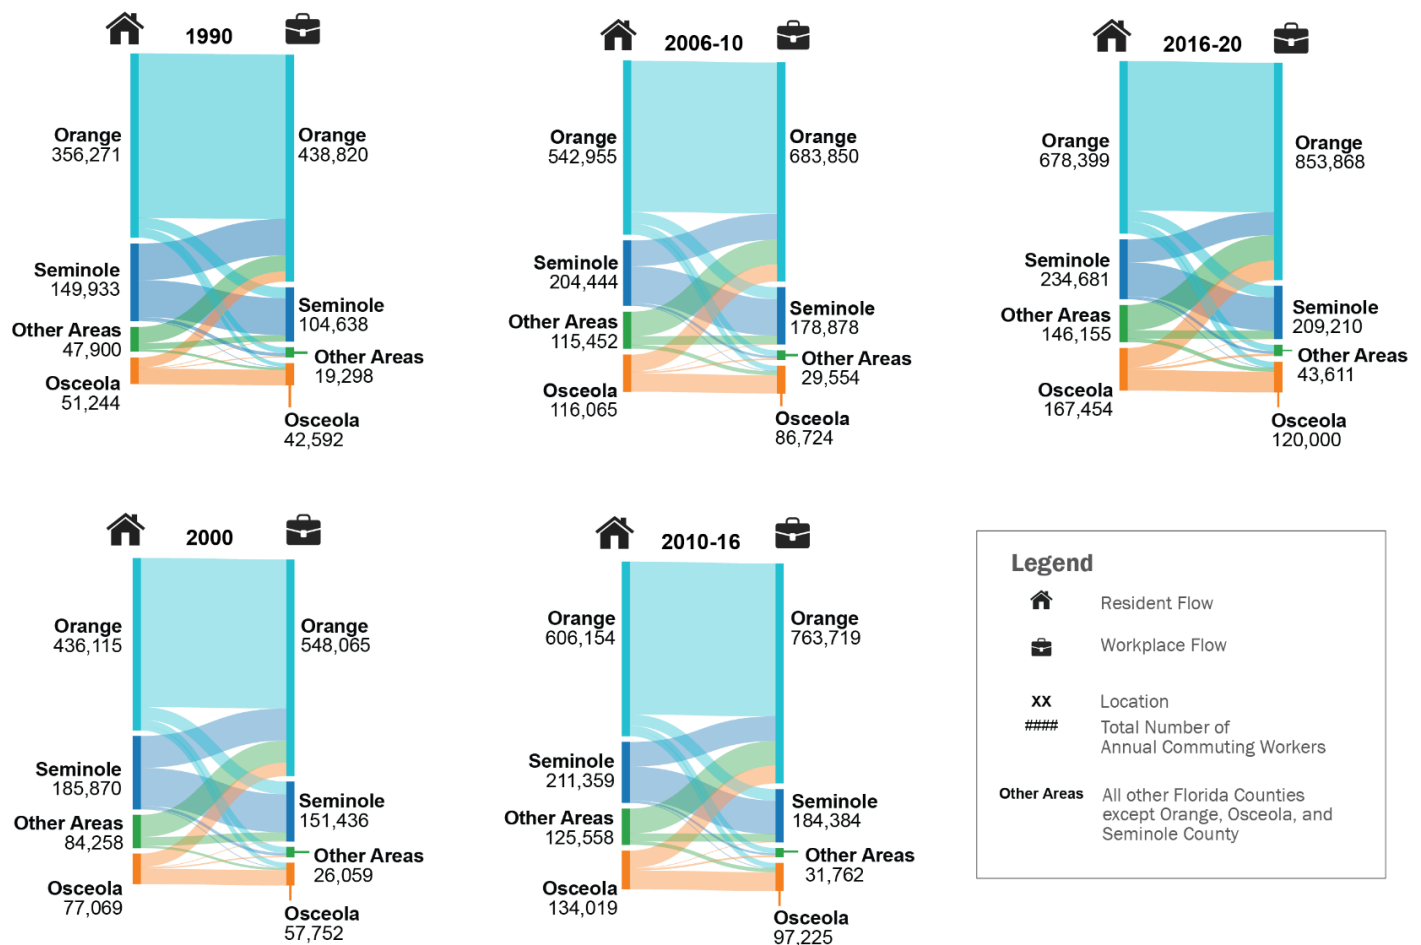 1990
Orange
356,271
Seminole
149,933
Other Areas
47,900
Osceola
51,244
Orange
438,820
Seminole
104,638
Other Areas
19,298
Osceola
42,592
2006-10
Orange
542,955
Seminole
204,444
Other Areas
115,452
Osceola
116,065
Orange
683,850
Seminole
178,878
Other Areas
29,554
Osceola
86,724
2016-20
Orange
678,399
Seminole
234,681
Other Areas
146,155
Osceola
167,454
Orange
853,868
Seminole
209,210
Other Areas
43,611
Osceola
120,000
2000
Orange
436,115
Seminole
185,870
Other Areas
84,258
Osceola
77,069
Orange
548,065
Seminole
151,436
Other Areas
26,059
Osceola
57,752
2010-16
Orange
606,154
Seminole
211,359
Other Areas
125,558
Osceola
134,019
Orange
763,719
Seminole
184,384
Other Areas
31,762
Osceola
97,225
Legend
Resident Flow
Workplace Flow
XX Location
#### Total Number of
Annual Commuting Workers
Other Areas All other Florida Counties
except Orange, Osceola, and
Seminole County